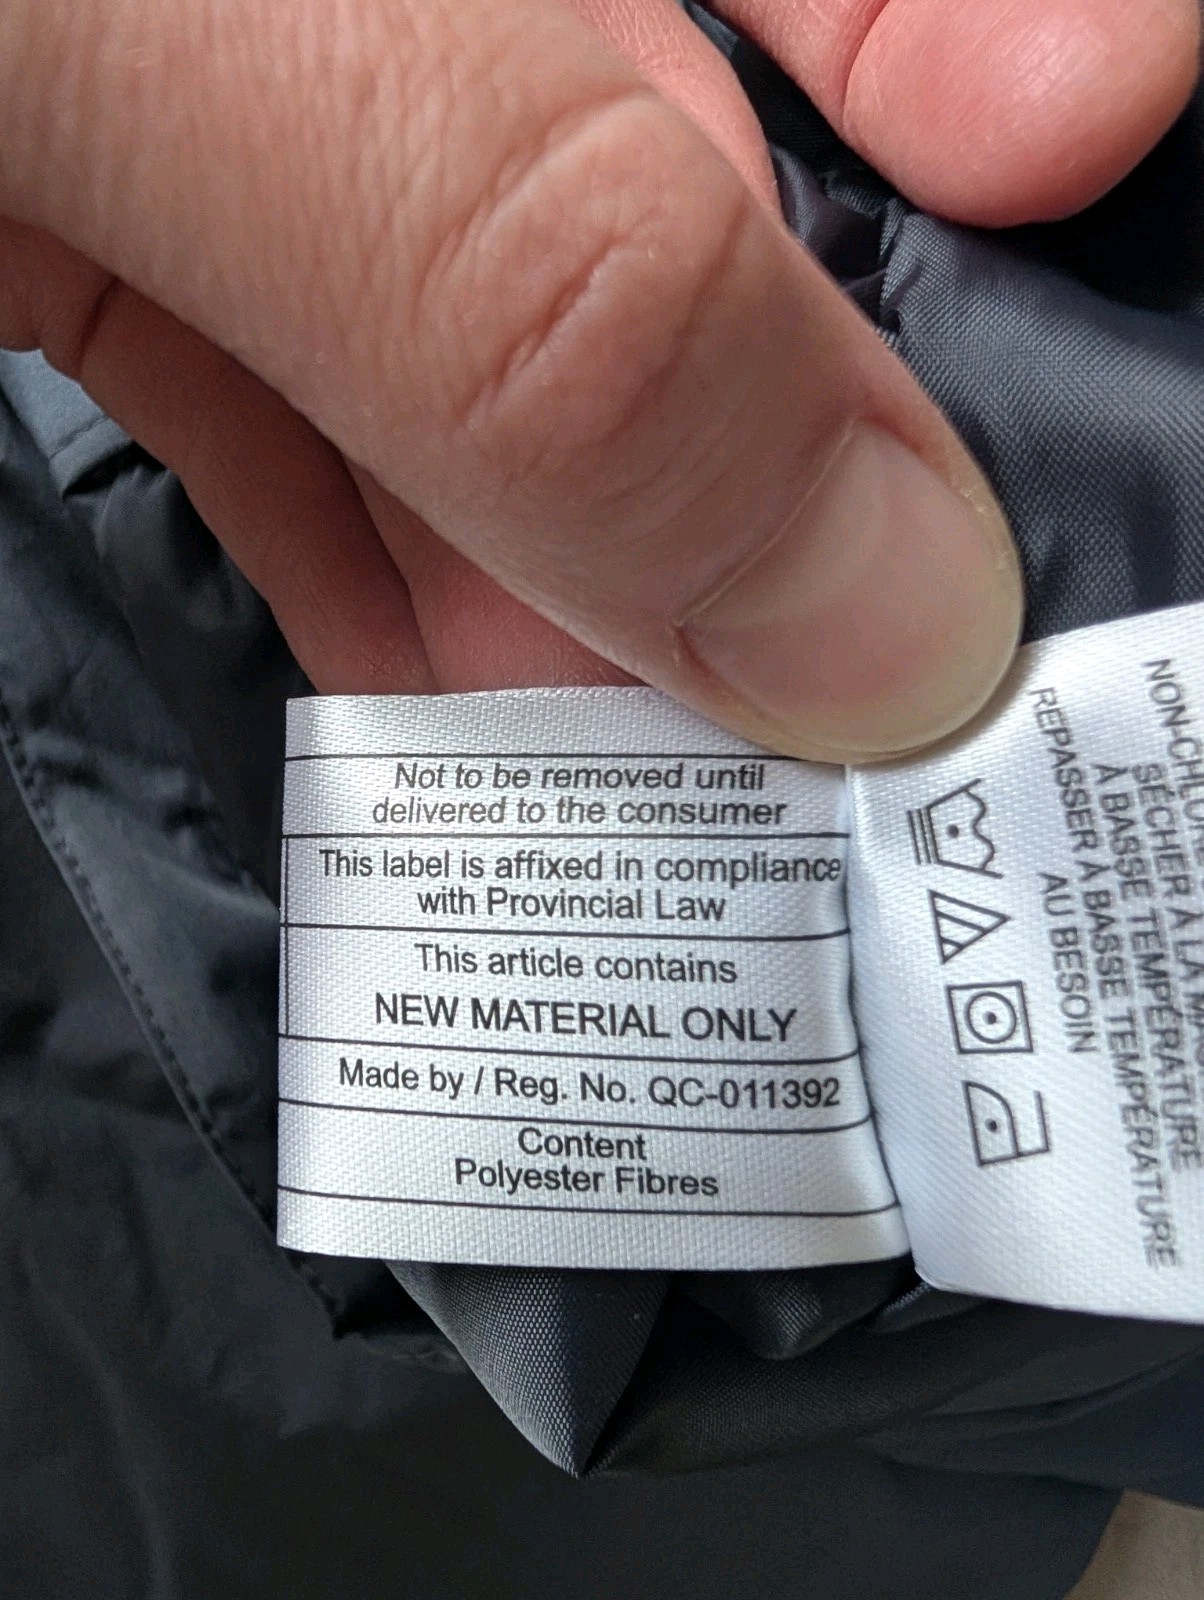 Not to be removed until
delivered to the consumer
This label is affixed in compliance
with Provincial Law
This article contains
NEW MATERIAL ONLY
Made by / Reg. No. QC-011392
Content
Polyester Fibres
SÉCHER À LA
À BASSE TEMPÉRATURE
REPASSER À BASSE TEMPÉRATURE
AU BESOIN